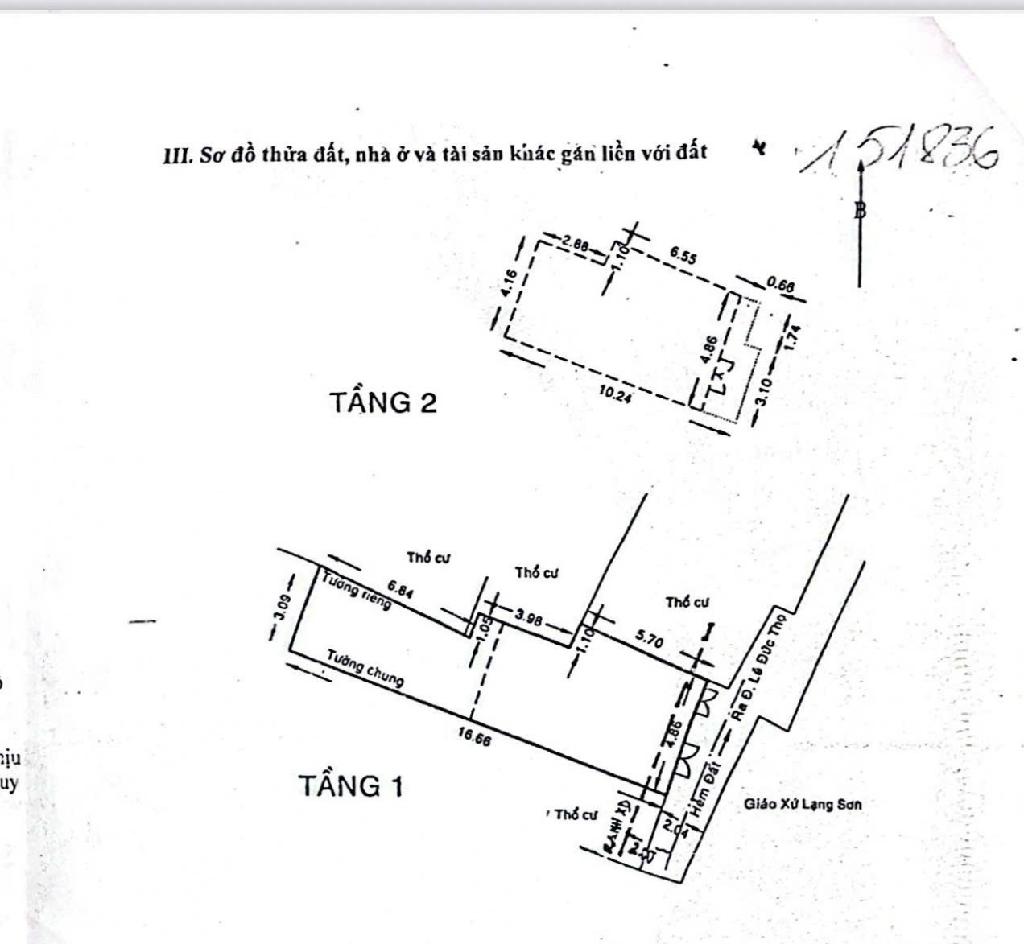 III. Sơ đồ thửa đất, nhà ở và tài sản khác gắn liền với đất
151836
B
2.88
1.10
6.55
0.66
4.16
4.86
1.74
3.10
10.24
TẦNG 2
Thổ cư
Thổ cư
Thổ cư
6.84
Tường riêng
3.09
1.05
3.98
1.10
5.70
Tường chung
16.66
4.86
Ra Đ. Lê Đức Thọ
Hẻm Đất
TẦNG 1
Thổ cư
RANH XD
2.04
2.00
Giáo Xứ Lạng Sơn
hịu
uy